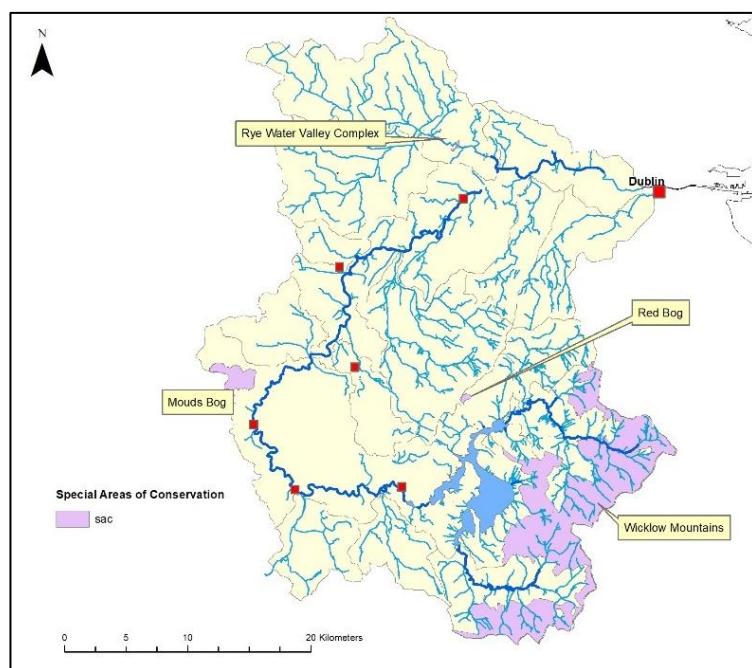 N
Rye Water Valley Complex
Dublin
Red Bog
Mouds Bog
Special Areas of Conservation
sac
Wicklow Mountains
0 5 10 20 Kilometers